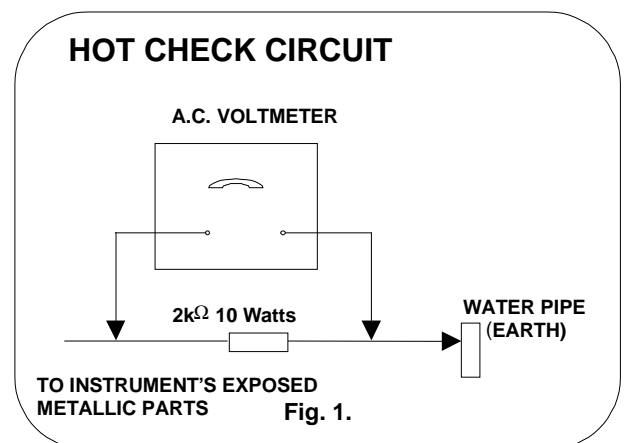 HOT CHECK CIRCUIT
A.C. VOLTMETER
2kΩ 10 Watts
WATER PIPE
(EARTH)
TO INSTRUMENT'S EXPOSED
METALLIC PARTS
Fig. 1.